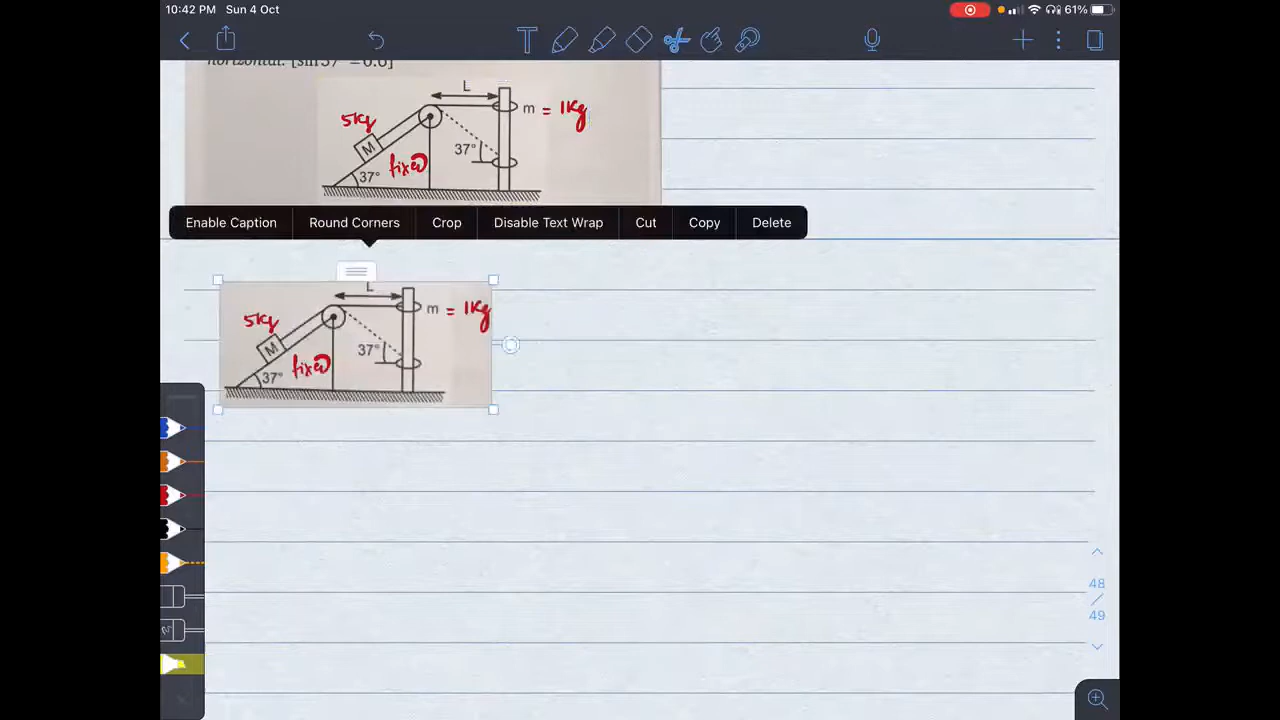 10:42 PM Sun 4 Oct 61%
T
horizontal. [sin37°=0.6]
L
m = 1Kg
5Kg
M
37°
fixed
37°
Enable Caption Round Corners Crop Disable Text Wrap Cut Copy Delete
L
m = 1Kg
5Kg
M
37°
fixed
37°
48
/
49